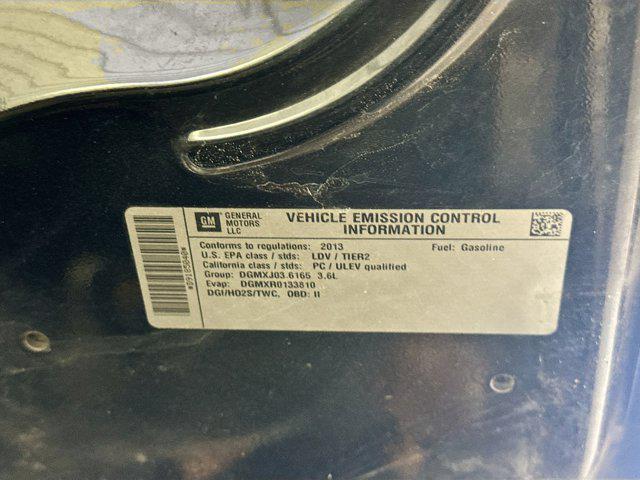 GM
GENERAL
MOTORS
LLC
VEHICLE EMISSION CONTROL
INFORMATION
Conforms to regulations: 2013 Fuel: Gasoline
U.S. EPA class / stds: LDV / TIER2
California class / stds: PC / ULEV qualified
Group: DGMXJ03.6165 3.6L
Evap: DGMXR0133810
DGI/HO2S/TWC, OBD: II